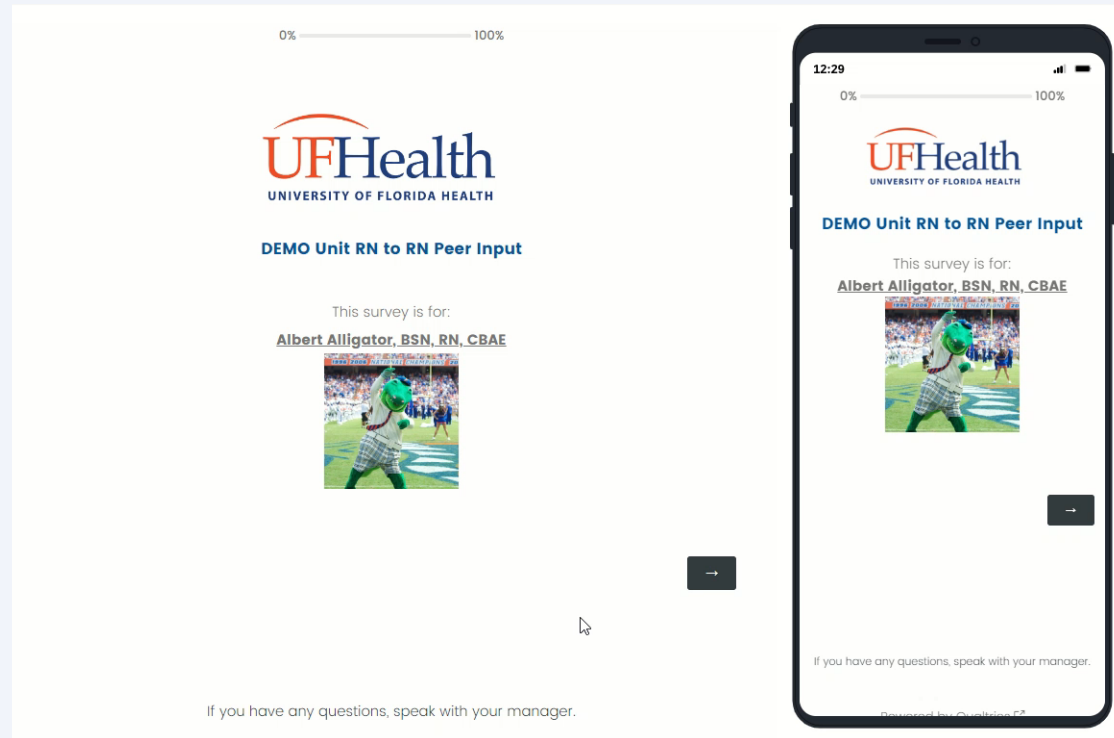 0% 100%
UFHealth
UNIVERSITY OF FLORIDA HEALTH
DEMO Unit RN to RN Peer Input
This survey is for:
Albert Alligator, BSN, RN, CBAE
→
If you have any questions, speak with your manager.
12:29
0% 100%
UFHealth
UNIVERSITY OF FLORIDA HEALTH
DEMO Unit RN to RN Peer Input
This survey is for:
Albert Alligator, BSN, RN, CBAE
→
If you have any questions, speak with your manager.
Powered by Qualtrics